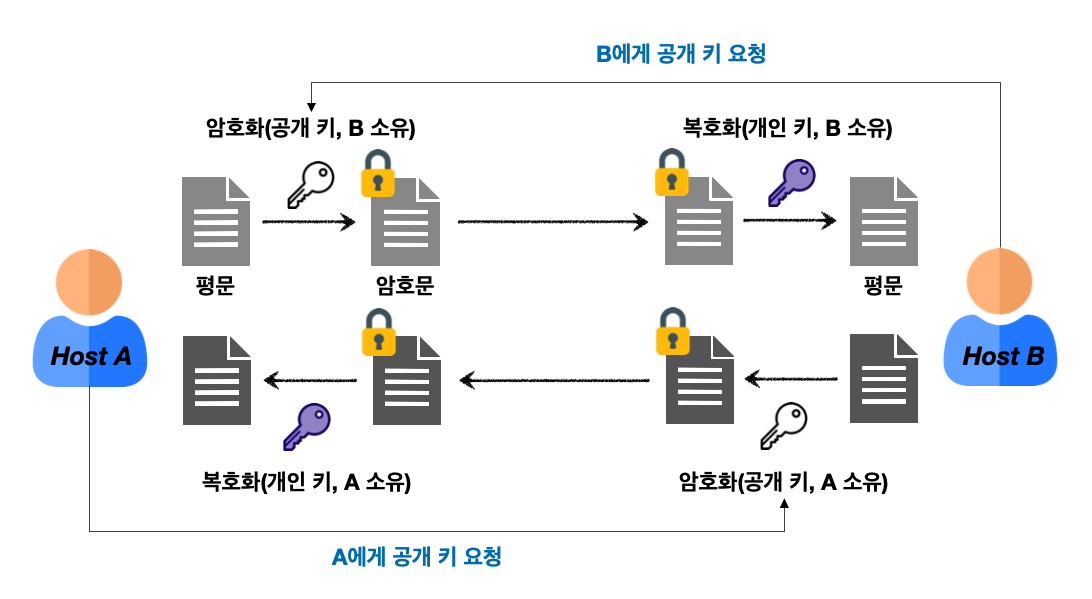 B에게 공개 키 요청
암호화(공개 키, B 소유)
복호화(개인 키, B 소유)
평문
암호문
평문
Host A
Host B
복호화(개인 키, A 소유)
암호화(공개 키, A 소유)
A에게 공개 키 요청